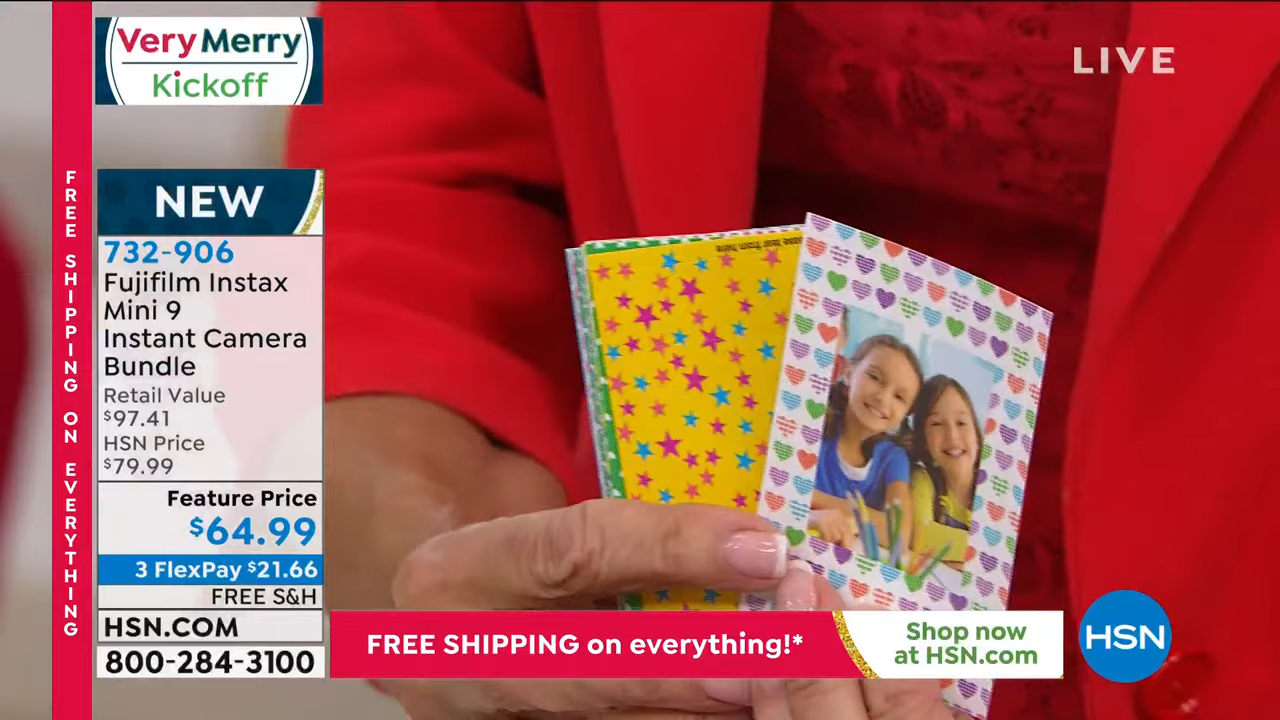 Very Merry
Kickoff
LIVE
FREE SHIPPING ON EVERYTHING
NEW
732-906
Fujifilm Instax
Mini 9
Instant Camera
Bundle
Retail Value
$97.41
HSN Price
$79.99
Feature Price
$64.99
3 FlexPay $21.66
FREE S&H
HSN.COM
800-284-3100
FREE SHIPPING on everything!*
Shop now
at HSN.com
HSN